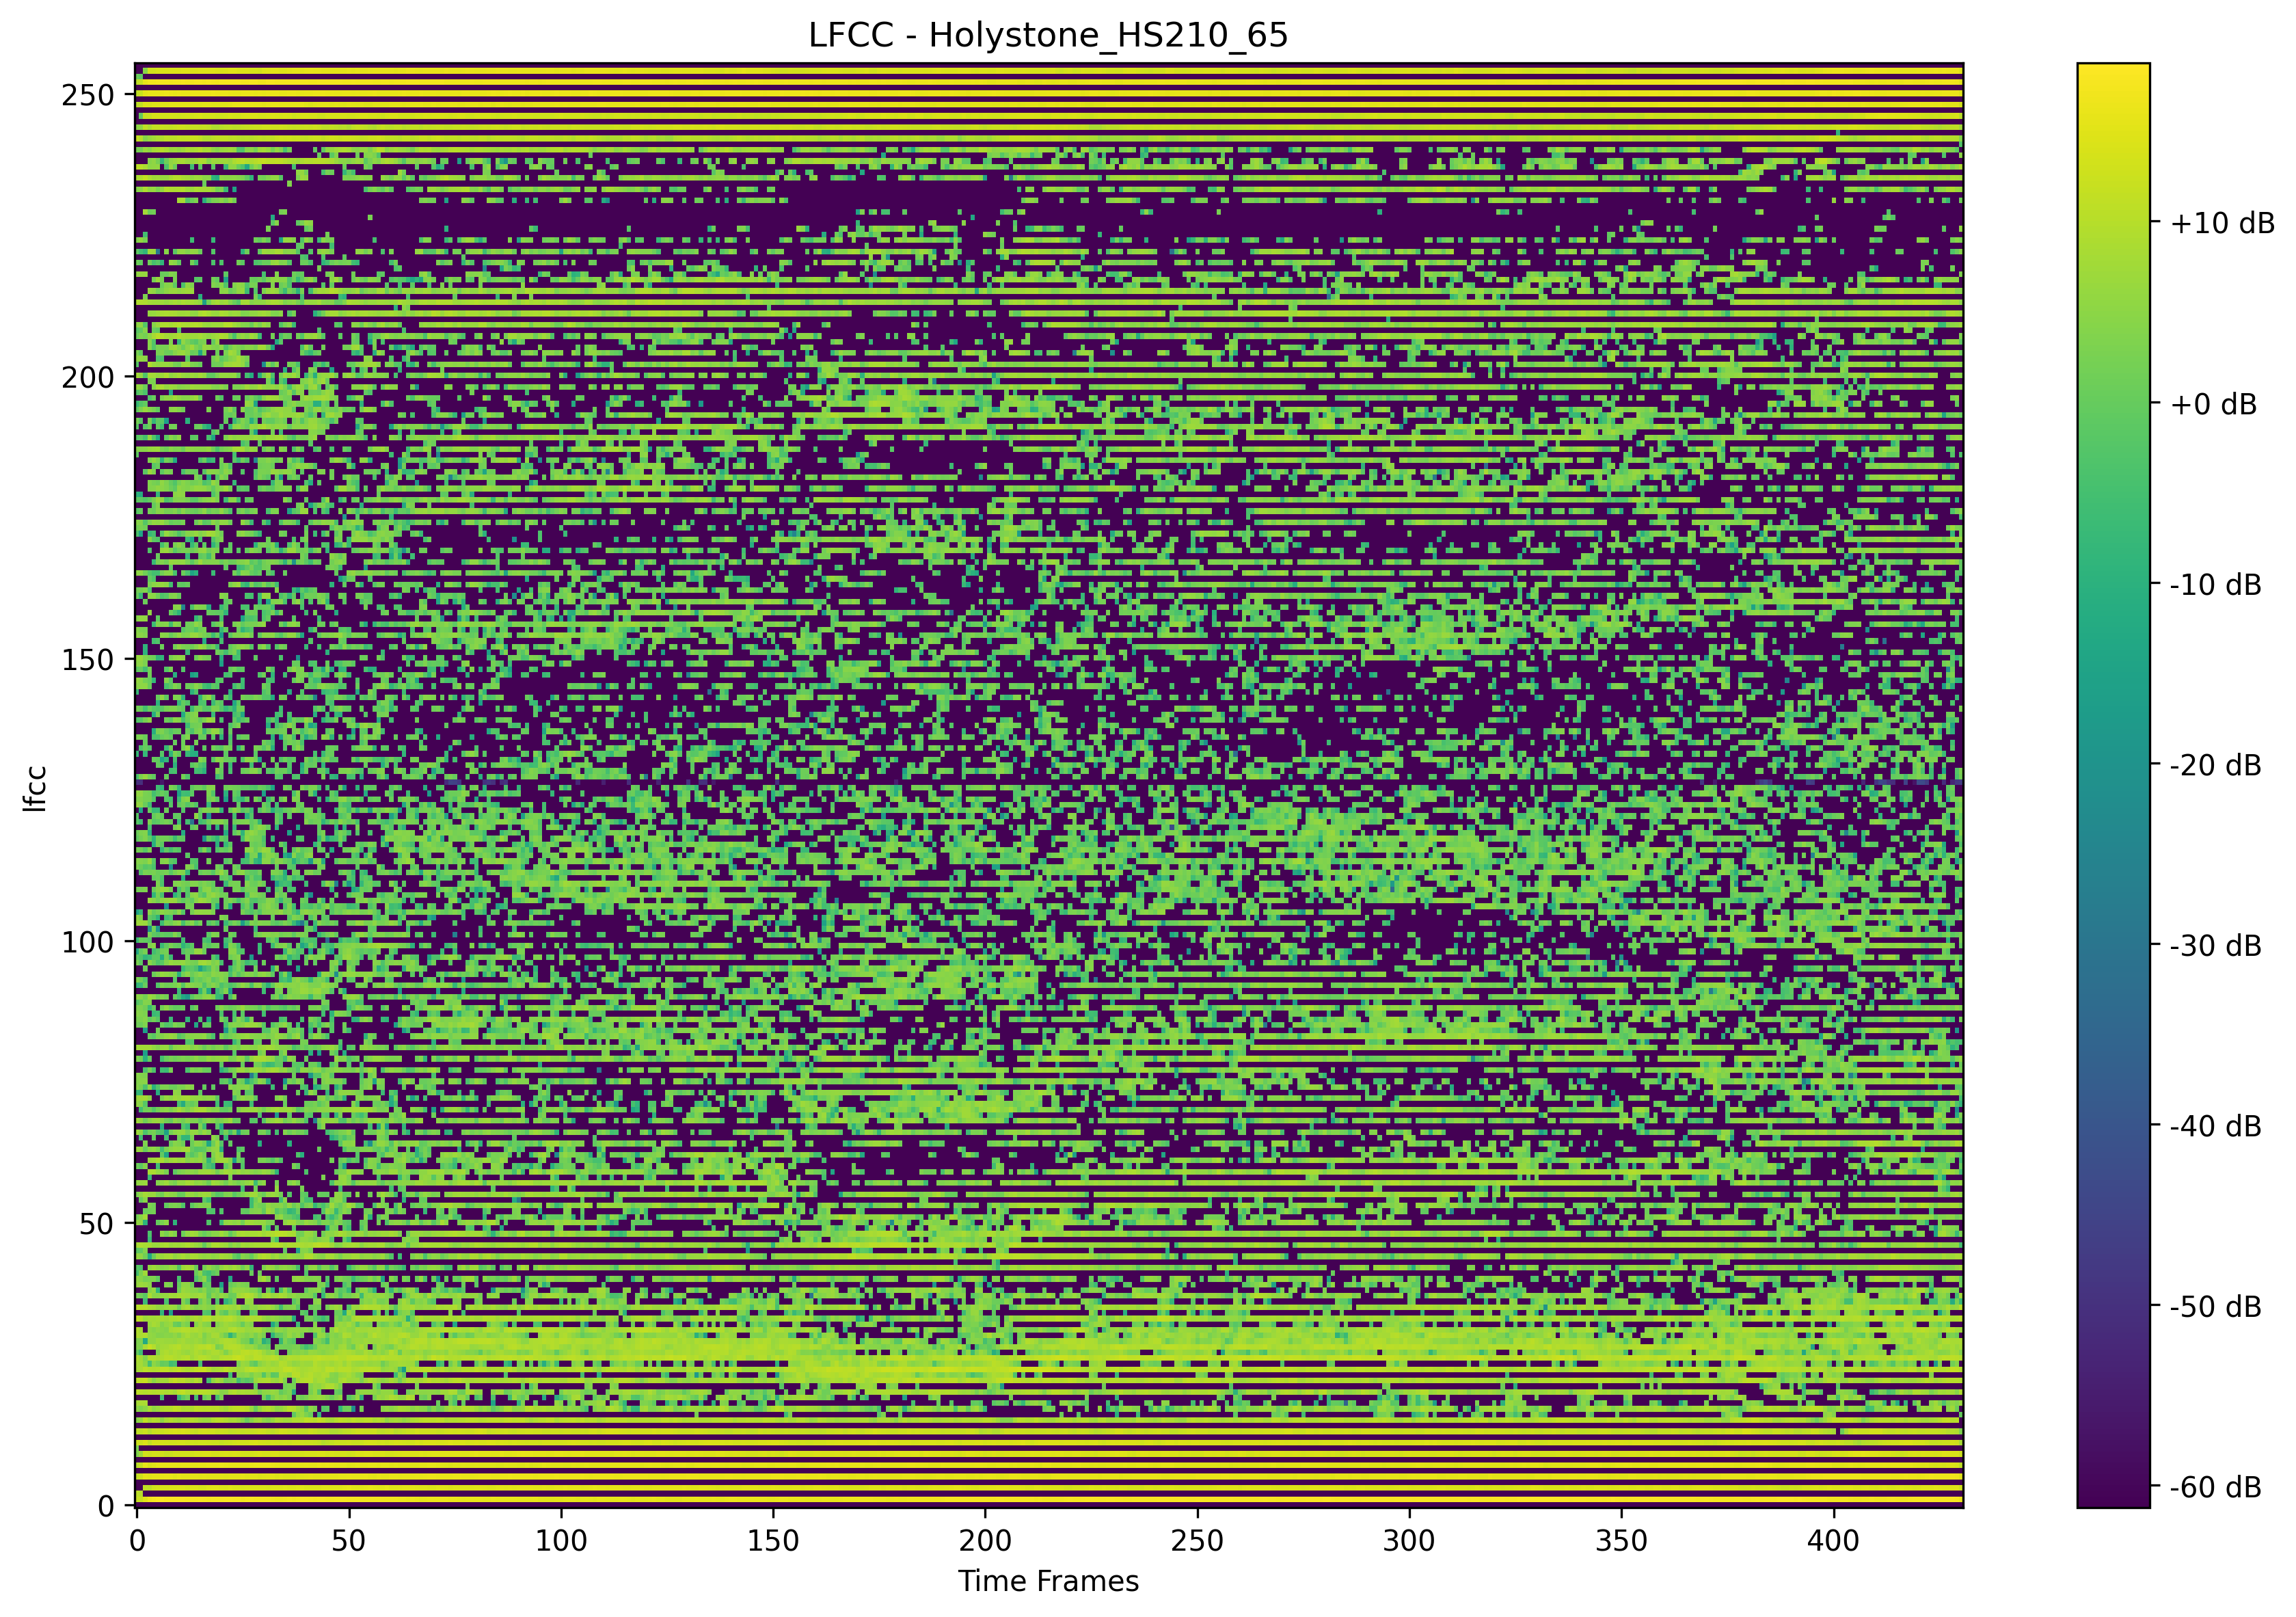 LFCC - Holystone_HS210_65
250
200
150
100
50
0
lfcc
0 50 100 150 200 250 300 350 400
Time Frames
+10 dB
+0 dB
-10 dB
-20 dB
-30 dB
-40 dB
-50 dB
-60 dB